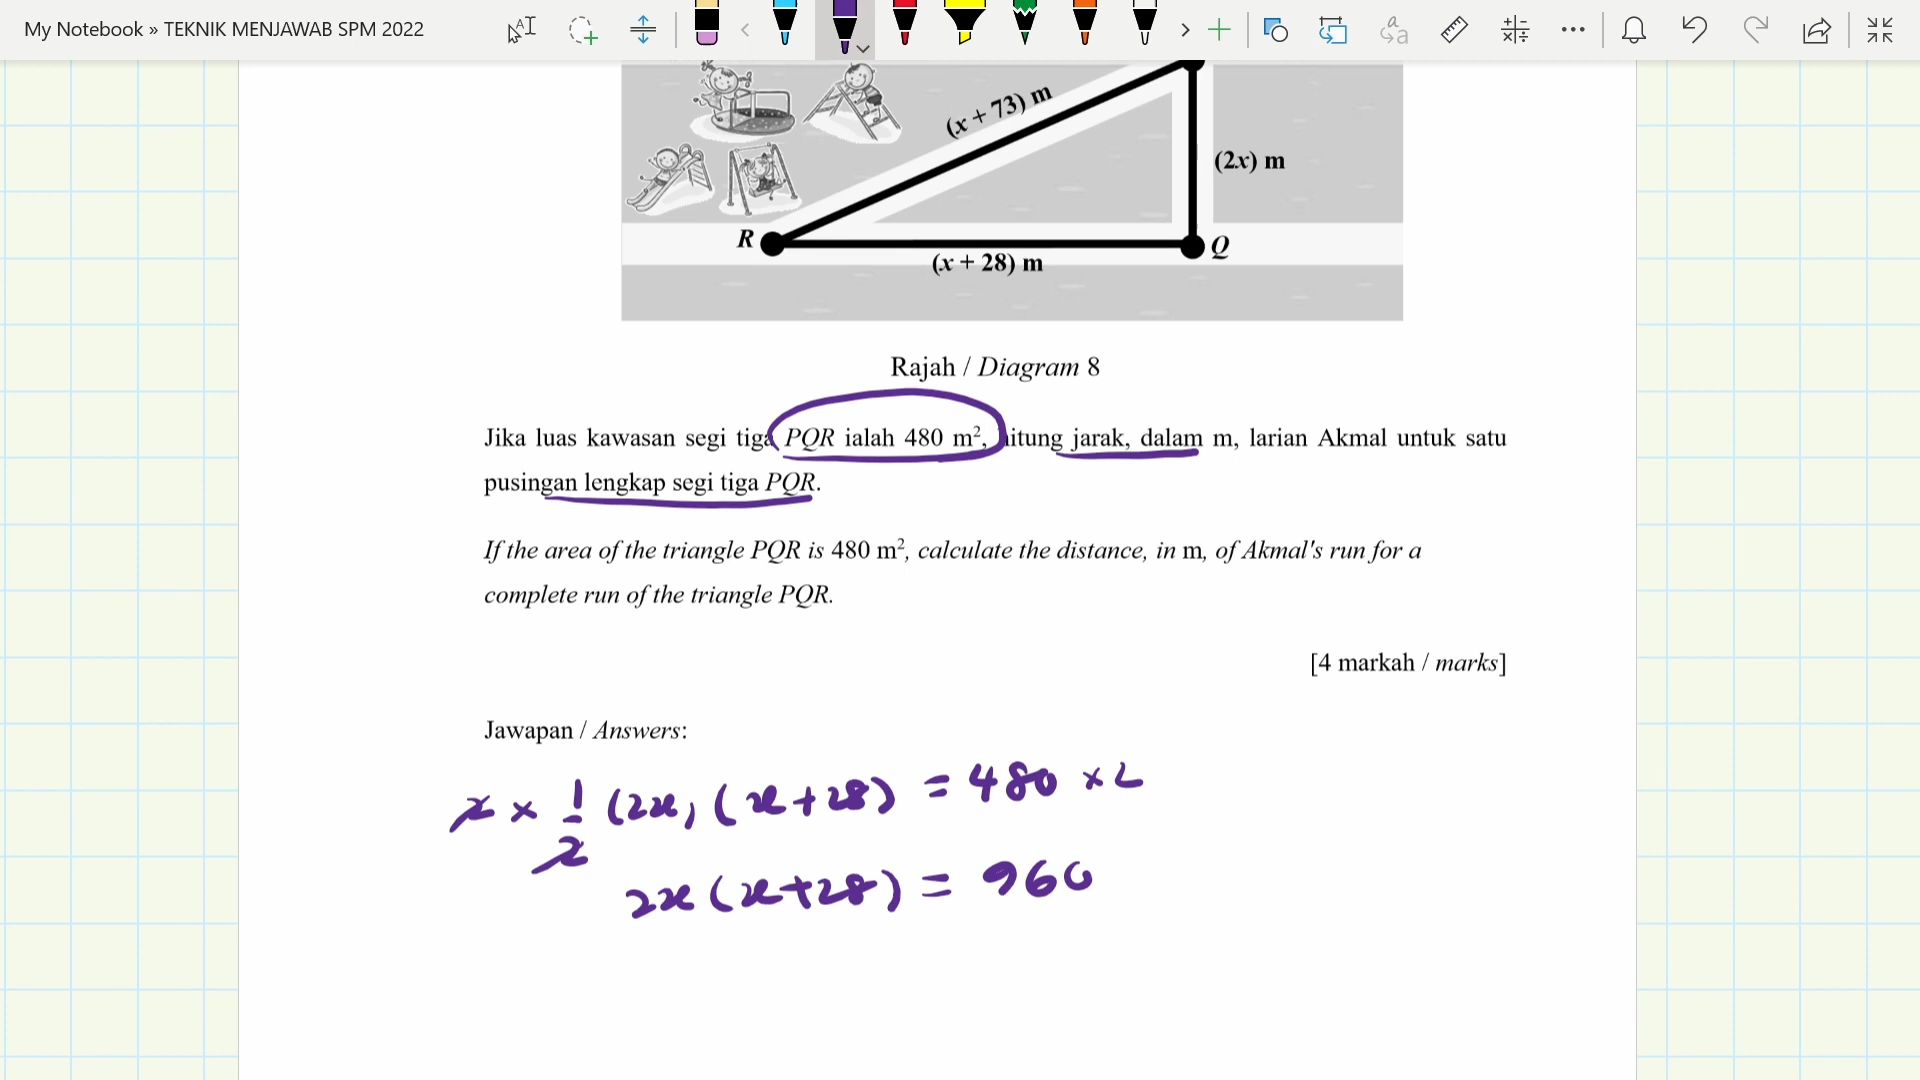 My Notebook » TEKNIK MENJAWAB SPM 2022
(x + 73) m
(2x) m
R
Q
(x + 28) m
Rajah / Diagram 8
Jika luas kawasan segi tiga PQR ialah 480 m², hitung jarak, dalam m, larian Akmal untuk satu
pusingan lengkap segi tiga PQR.
If the area of the triangle PQR is 480 m², calculate the distance, in m, of Akmal's run for a
complete run of the triangle PQR.
[4 markah / marks]
Jawapan / Answers:
2 × 1/2 (2x) (x+28) = 480 × 2
2x (x+28) = 960